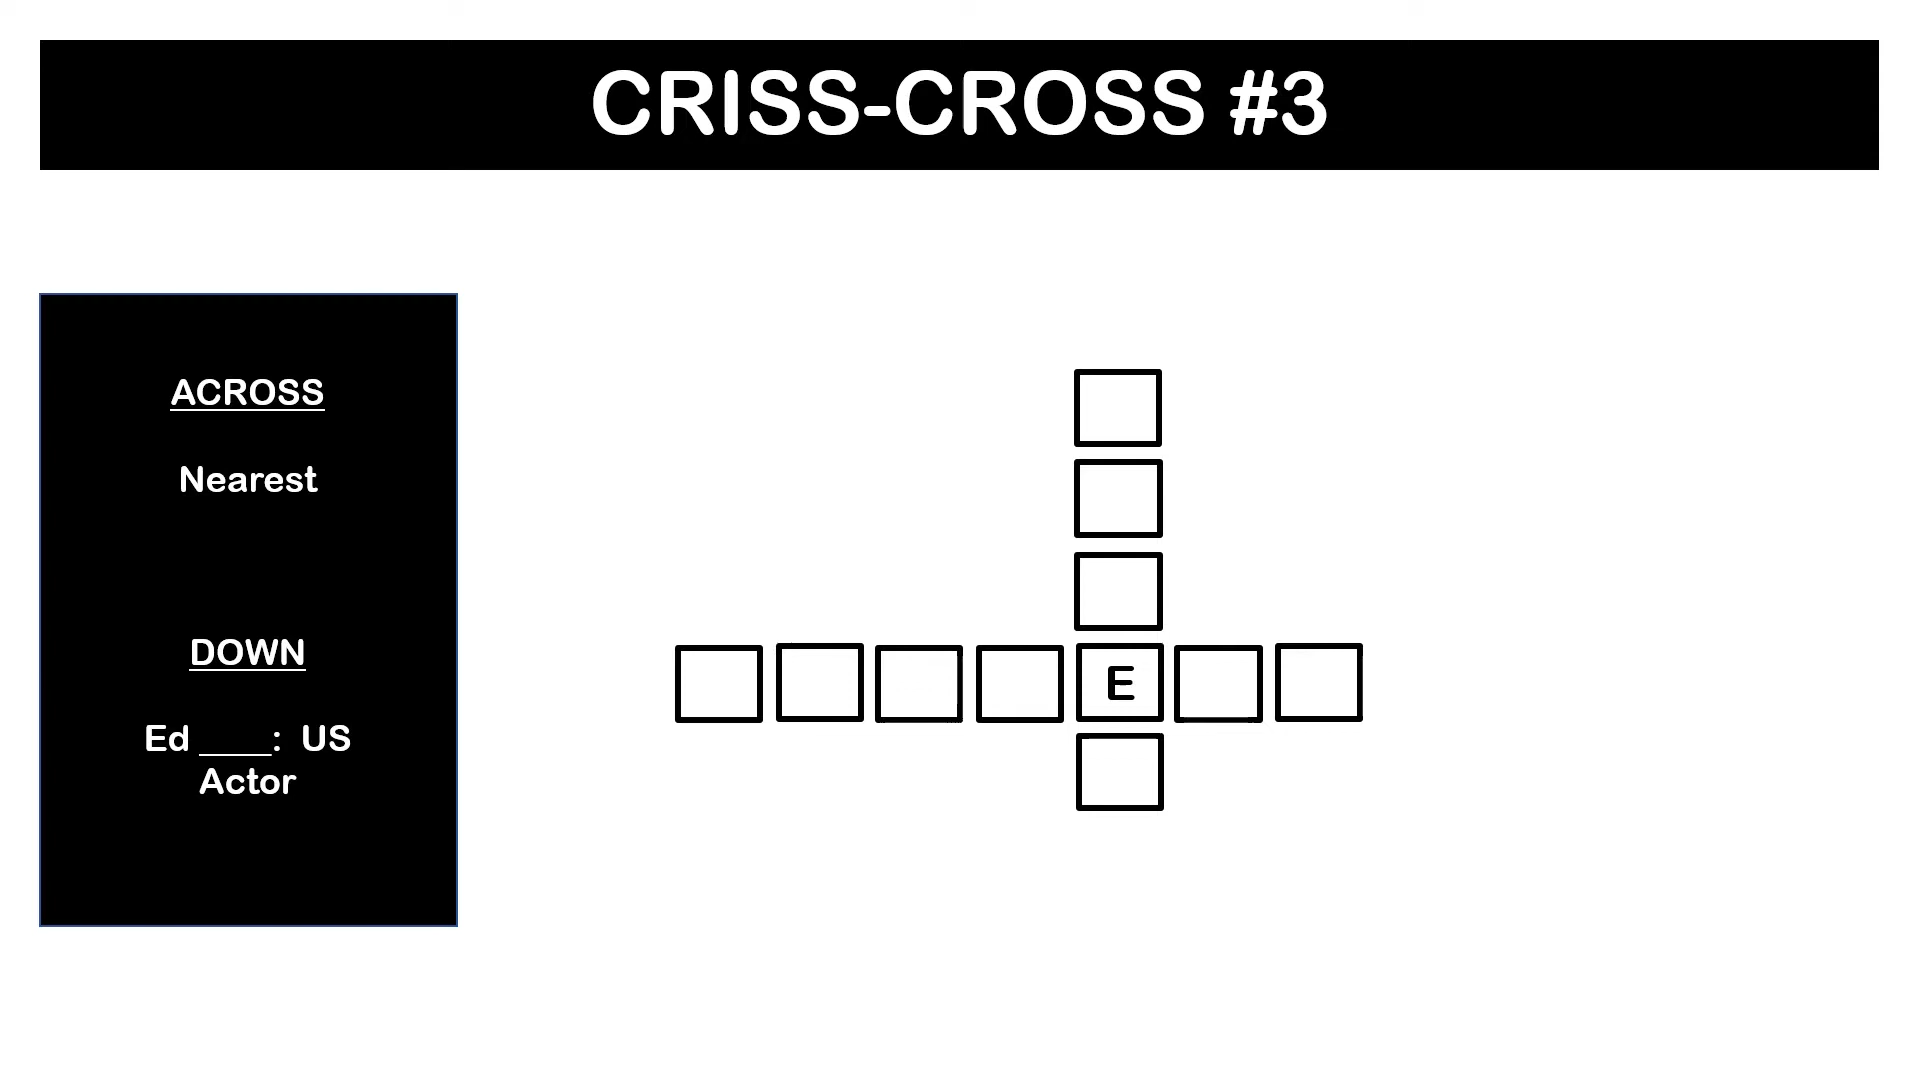 CRISS-CROSS #3
ACROSS
Nearest
DOWN
Ed ____: US
Actor
E